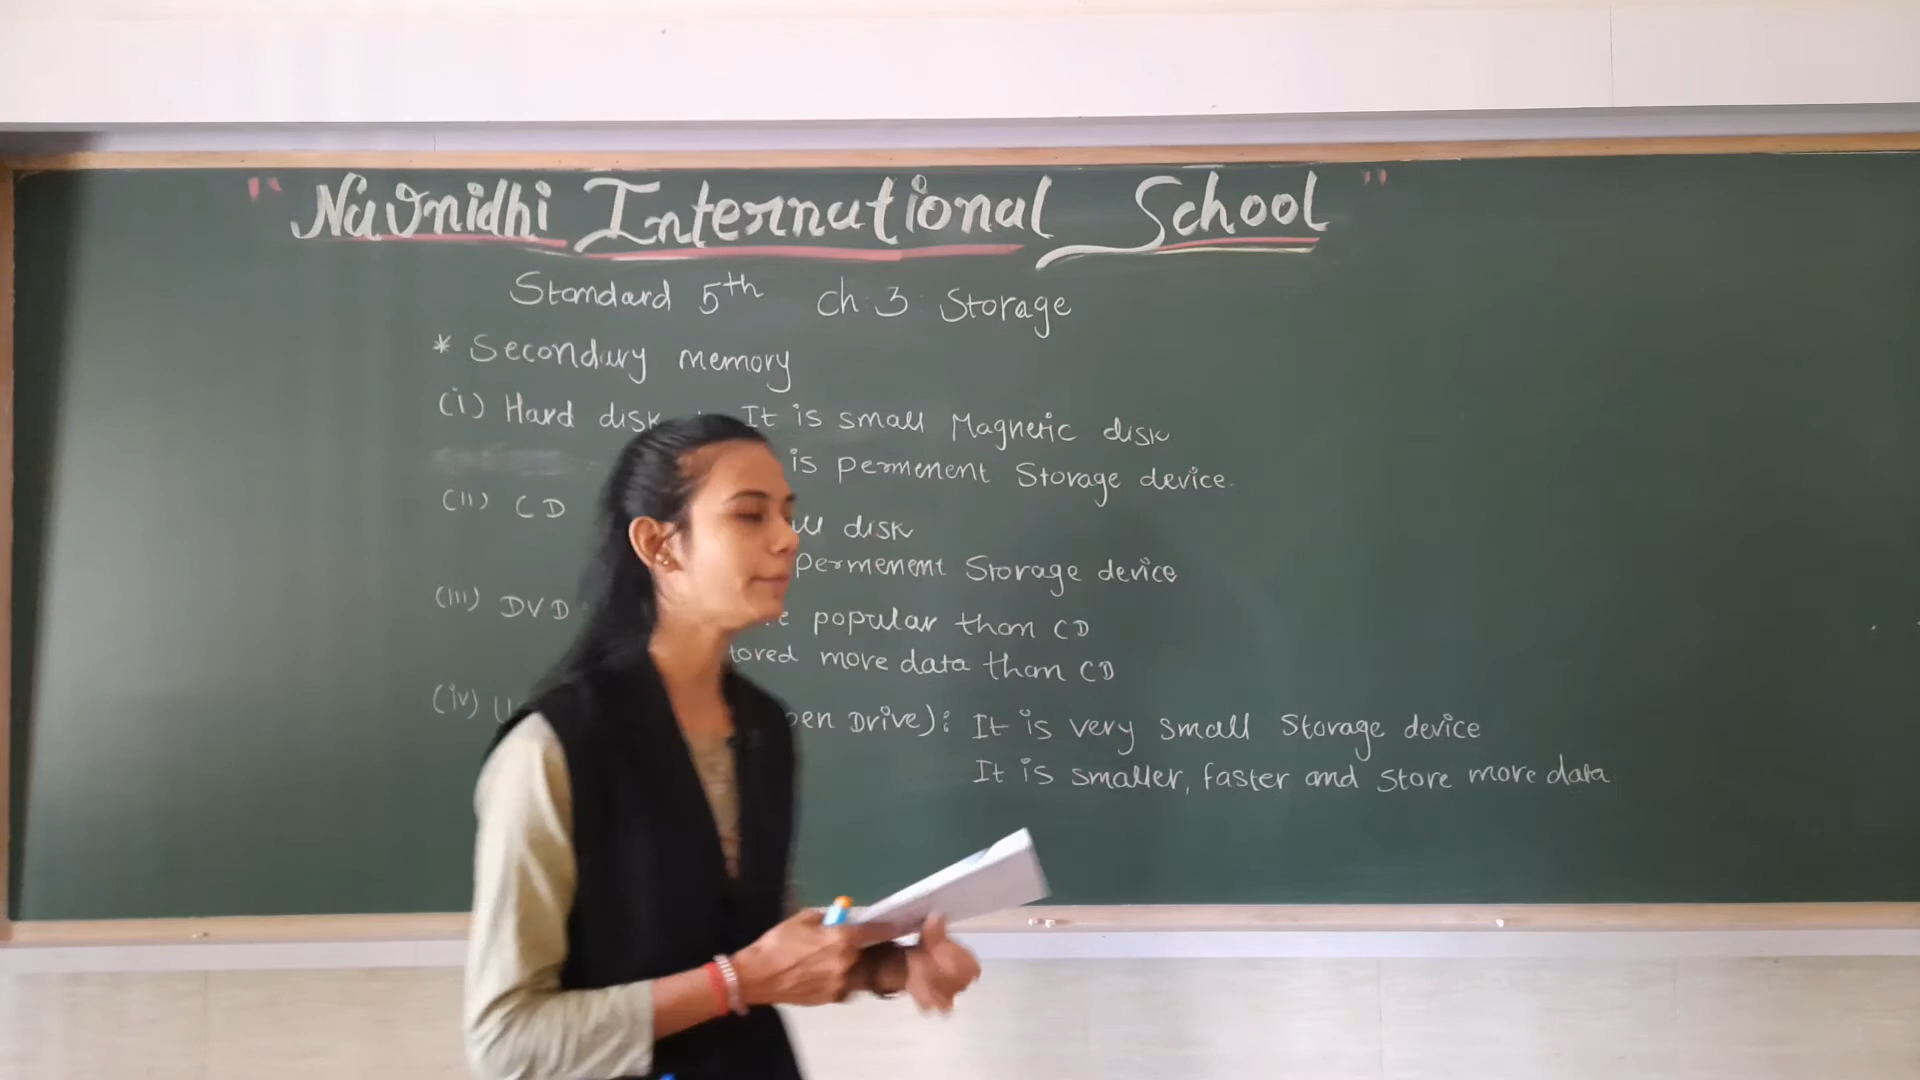 " Navnidhi International School "
Standard 5th ch 3 Storage
* Secondary memory
(i) Hard disk : It is small Magnetic disk
is permenent Storage device.
(ii) CD disk
permenent Storage device
(iii) DVD : popular than CD
more data than CD
(iv) Drive): It is very small Storage device
It is smaller, faster and store more data